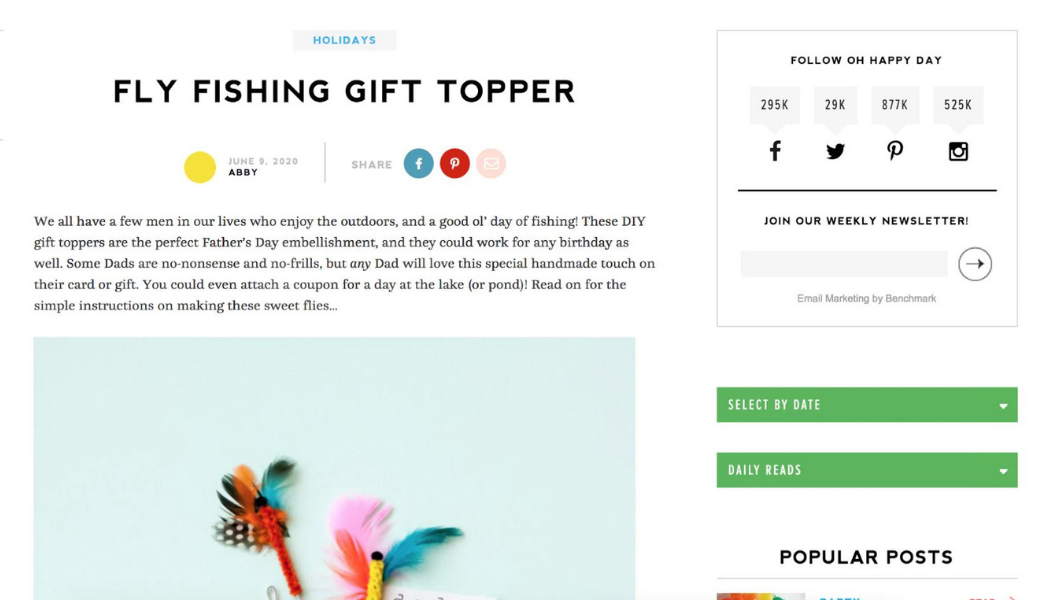 HOLIDAYS
FLY FISHING GIFT TOPPER
JUNE 9, 2020
ABBY
SHARE
We all have a few men in our lives who enjoy the outdoors, and a good ol' day of fishing! These DIY
gift toppers are the perfect Father's Day embellishment, and they could work for any birthday as
well. Some Dads are no-nonsense and no-frills, but any Dad will love this special handmade touch on
their card or gift. You could even attach a coupon for a day at the lake (or pond)! Read on for the
simple instructions on making these sweet flies...
FOLLOW OH HAPPY DAY
295K 29K 877K 525K
JOIN OUR WEEKLY NEWSLETTER!
Email Marketing by Benchmark
SELECT BY DATE
DAILY READS
POPULAR POSTS